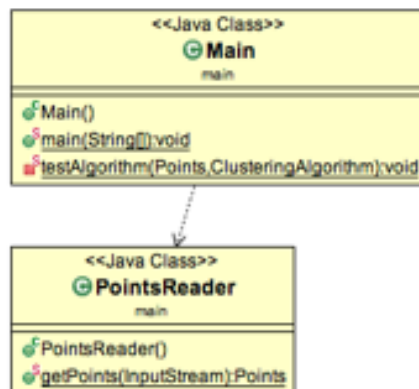 <<Java Class>>
Main
main
Main()
main(String[]):void
testAlgorithm(Points,ClusteringAlgorithm):void
<<Java Class>>
PointsReader
main
PointsReader()
getPoints(InputStream):Points